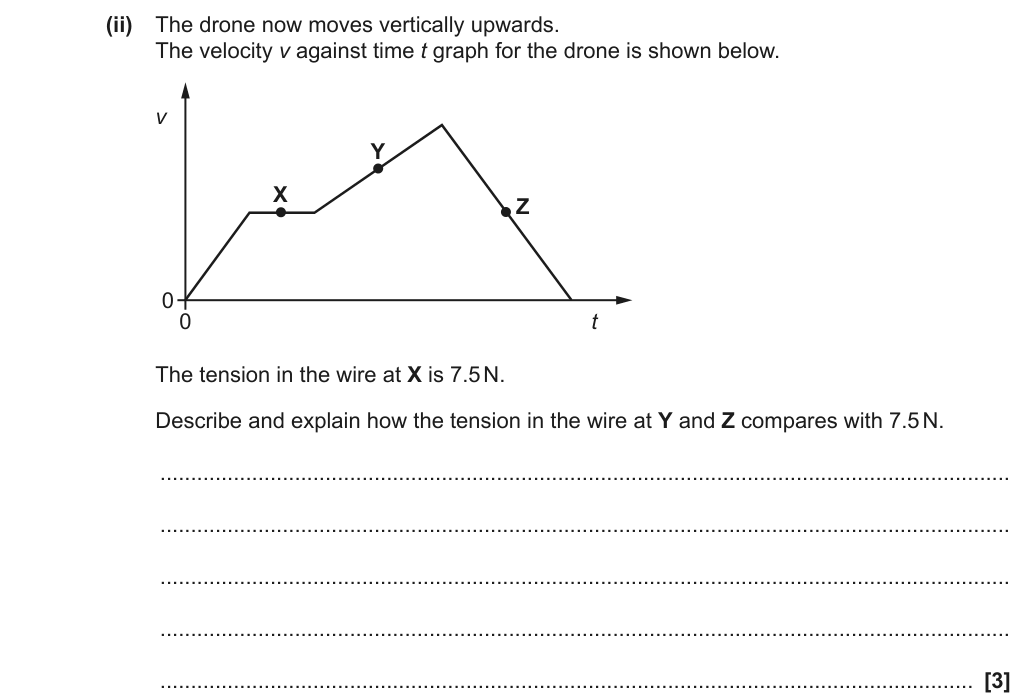 (ii) The drone now moves vertically upwards.
The velocity v against time t graph for the drone is shown below.
v
Y
X
Z
0
0
t
The tension in the wire at X is 7.5 N.
Describe and explain how the tension in the wire at Y and Z compares with 7.5 N.
[3]